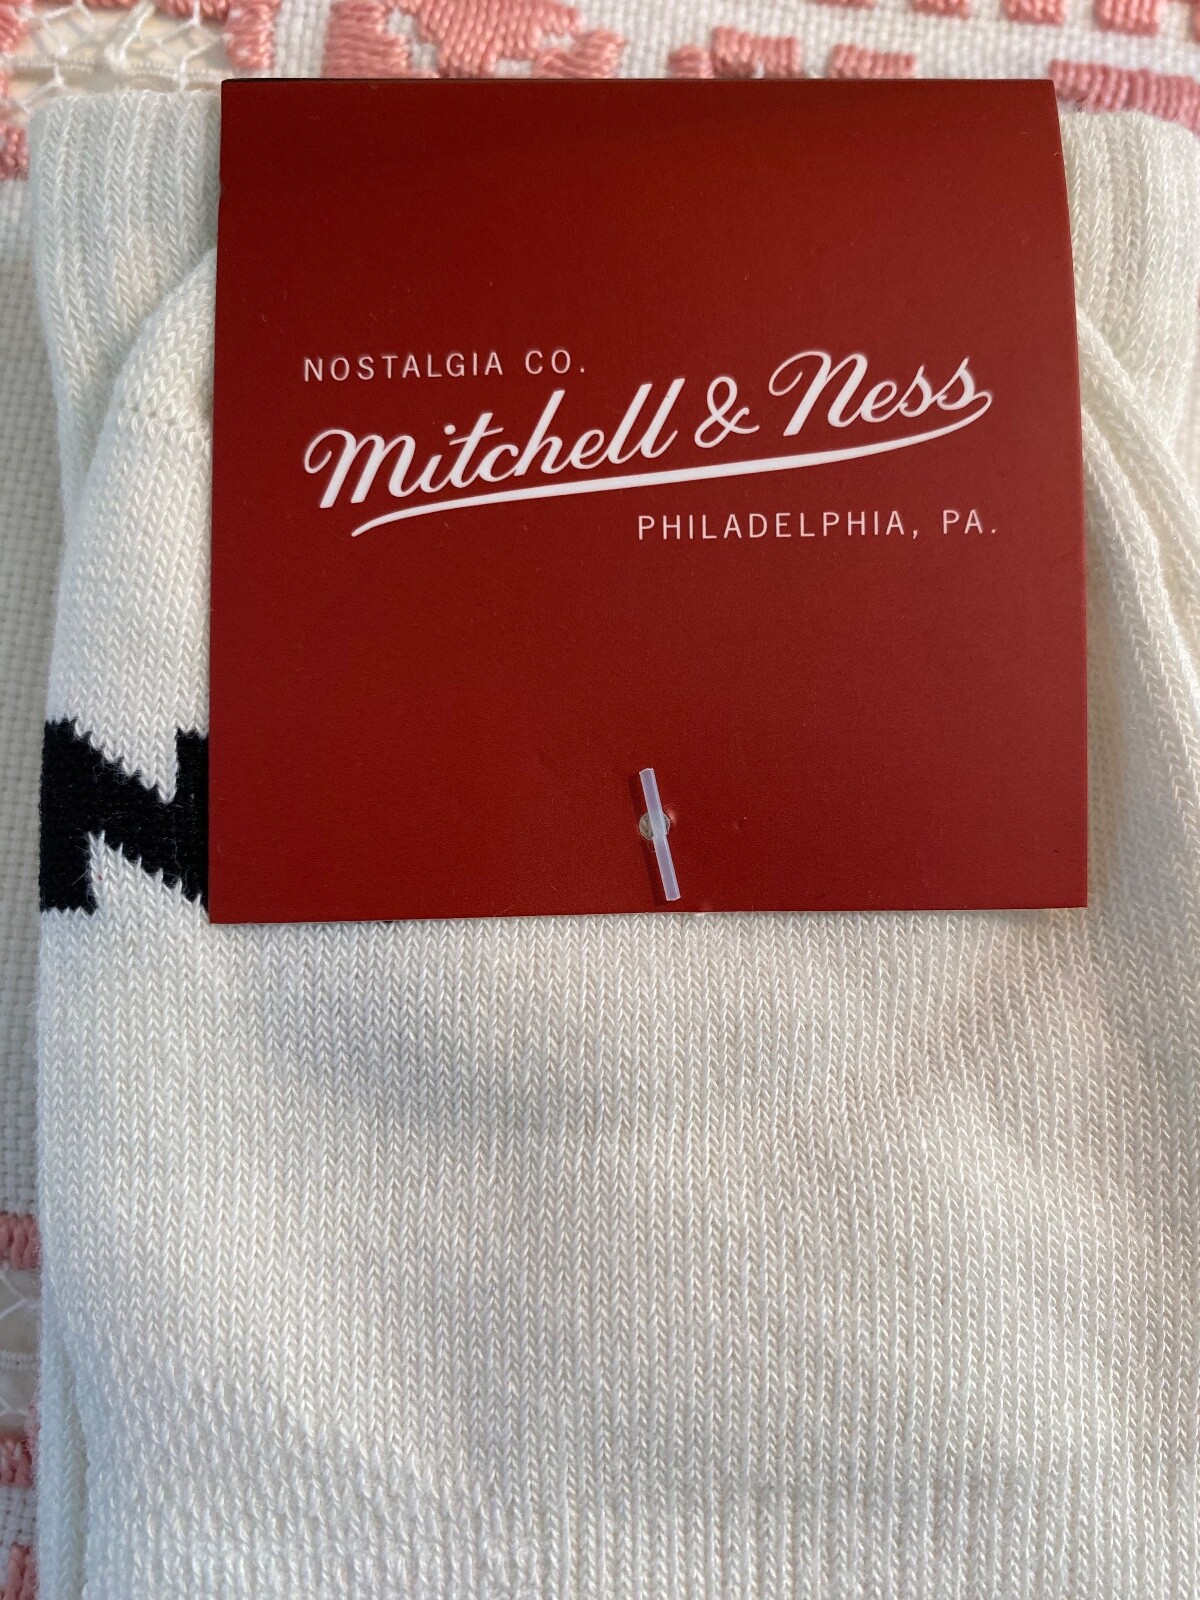 NOSTALGIA CO.
Mitchell & Ness
PHILADELPHIA, PA.
N